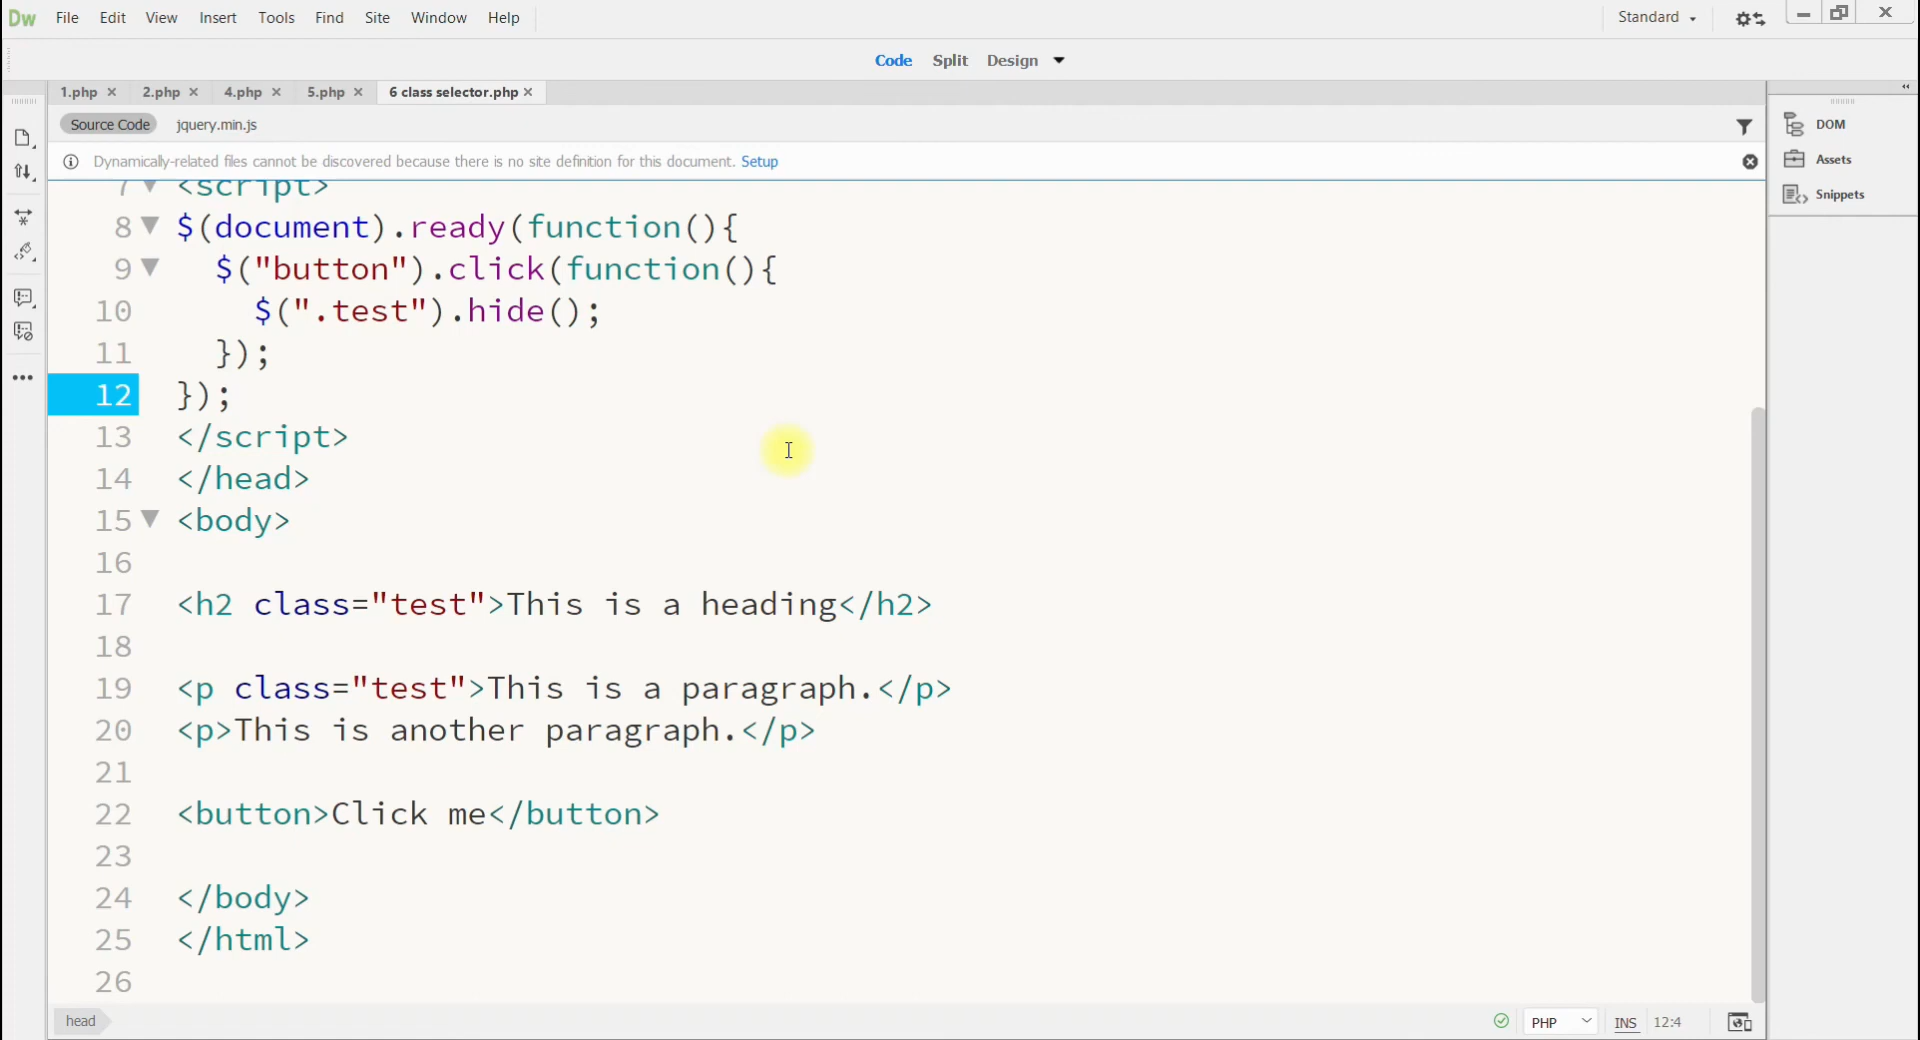 Dw File Edit View Insert Tools Find Site Window Help Standard
Code Split Design
1.php 2.php 4.php 5.php 6 class selector.php
Source Code jquery.min.js
Dynamically-related files cannot be discovered because there is no site definition for this document. Setup
DOM
Assets
Snippets
7 <script>
8 $(document).ready(function(){
9 $("button").click(function(){
10 $(".test").hide();
11 });
12 });
13 </script>
14 </head>
15 <body>
16
17 <h2 class="test">This is a heading</h2>
18
19 <p class="test">This is a paragraph.</p>
20 <p>This is another paragraph.</p>
21
22 <button>Click me</button>
23
24 </body>
25 </html>
26
head PHP INS 12:4